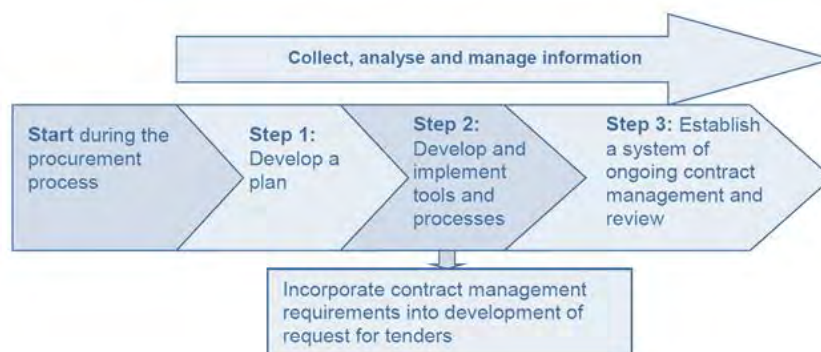 Collect, analyse and manage information
Start during the
procurement
process
Step 1:
Develop a
plan
Step 2:
Develop and
implement
tools and
processes
Step 3: Establish
a system of
ongoing contract
management and
review
Incorporate contract management
requirements into development of
request for tenders